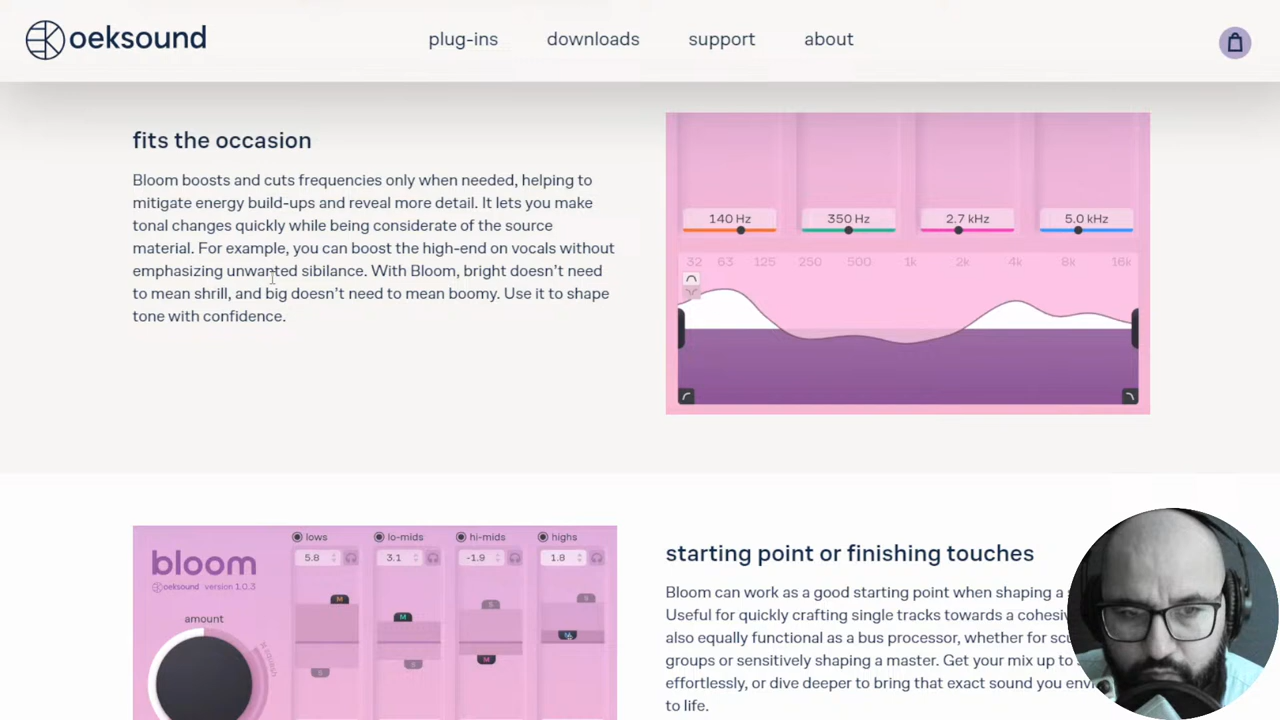 oeksound
plug-ins
downloads
support
about
fits the occasion
Bloom boosts and cuts frequencies only when needed, helping to
mitigate energy build-ups and reveal more detail. It lets you make
tonal changes quickly while being considerate of the source
material. For example, you can boost the high-end on vocals without
emphasizing unwanted sibilance. With Bloom, bright doesn’t need
to mean shrill, and big doesn’t need to mean boomy. Use it to shape
tone with confidence.
140 Hz
350 Hz
2.7 kHz
5.0 kHz
32 63 125 250 500 1k 2k 4k 8k 16k
bloom
oeksound version 1.0.3
amount
lows
lo-mids
hi-mids
highs
5.8
3.1
-1.9
1.8
M
S
M
S
S
M
S
starting point or finishing touches
Bloom can work as a good starting point when shaping a
Useful for quickly crafting single tracks towards a
also equally functional as a bus processor, whether for
groups or sensitively shaping a master. Get your mix up to
effortlessly, or dive deeper to bring that exact sound you
to life.